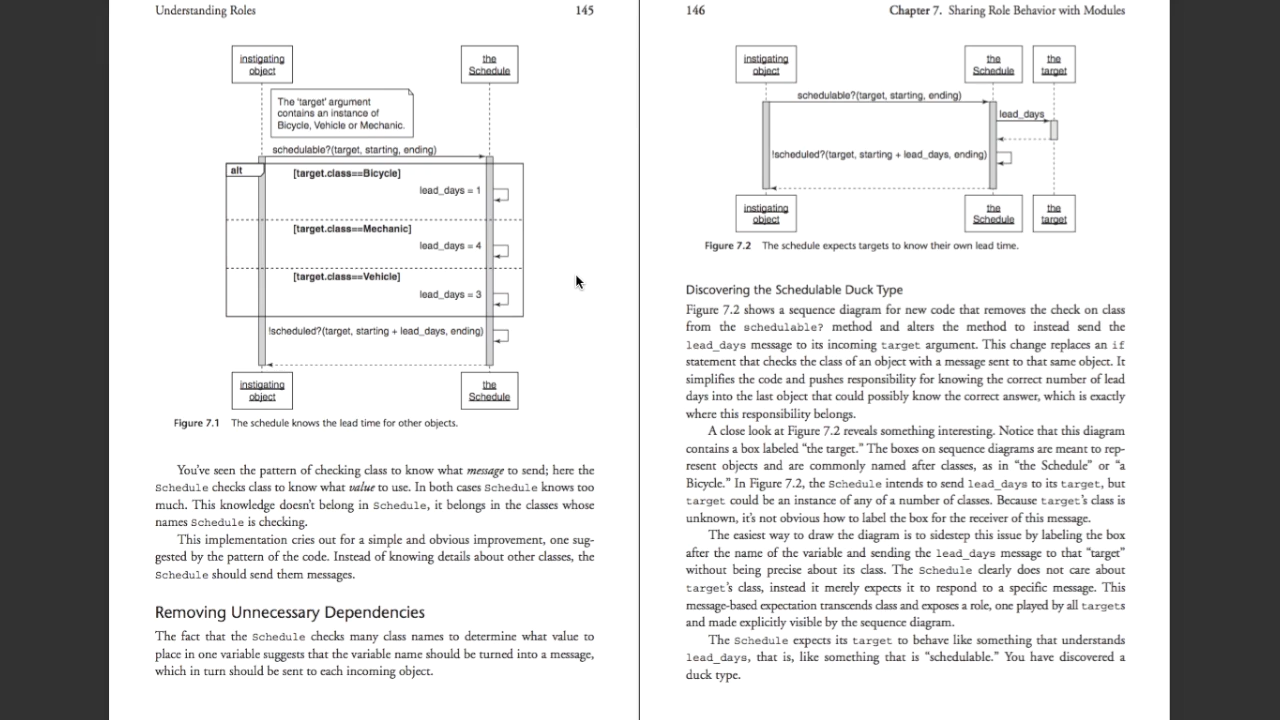 Understanding Roles 145
instigating
object
the
Schedule
The 'target' argument
contains an instance of
Bicycle, Vehicle or Mechanic.
schedulable?(target, starting, ending)
alt
[target.class==Bicycle]
lead_days = 1
[target.class==Mechanic]
lead_days = 4
[target.class==Vehicle]
lead_days = 3
!scheduled?(target, starting + lead_days, ending)
instigating
object
the
Schedule
Figure 7.1 The schedule knows the lead time for other objects.
You've seen the pattern of checking class to know what message to send; here the
Schedule checks class to know what value to use. In both cases Schedule knows too
much. This knowledge doesn't belong in Schedule, it belongs in the classes whose
names Schedule is checking.
This implementation cries out for a simple and obvious improvement, one sug-
gested by the pattern of the code. Instead of knowing details about other classes, the
Schedule should send them messages.
Removing Unnecessary Dependencies
The fact that the Schedule checks many class names to determine what value to
place in one variable suggests that the variable name should be turned into a message,
which in turn should be sent to each incoming object.
146 Chapter 7. Sharing Role Behavior with Modules
instigating
object
the
Schedule
the
target
schedulable?(target, starting, ending)
lead_days
!scheduled?(target, starting + lead_days, ending)
instigating
object
the
Schedule
the
target
Figure 7.2 The schedule expects targets to know their own lead time.
Discovering the Schedulable Duck Type
Figure 7.2 shows a sequence diagram for new code that removes the check on class
from the schedulable? method and alters the method to instead send the
lead_days message to its incoming target argument. This change replaces an if
statement that checks the class of an object with a message sent to that same object. It
simplifies the code and pushes responsibility for knowing the correct number of lead
days into the last object that could possibly know the correct answer, which is exactly
where this responsibility belongs.
A close look at Figure 7.2 reveals something interesting. Notice that this diagram
contains a box labeled "the target." The boxes on sequence diagrams are meant to rep-
resent objects and are commonly named after classes, as in "the Schedule" or "a
Bicycle." In Figure 7.2, the Schedule intends to send lead_days to its target, but
target could be an instance of any of a number of classes. Because target's class is
unknown, it's not obvious how to label the box for the receiver of this message.
The easiest way to draw the diagram is to sidestep this issue by labeling the box
after the name of the variable and sending the lead_days message to that "target"
without being precise about its class. The Schedule clearly does not care about
target's class, instead it merely expects it to respond to a specific message. This
message-based expectation transcends class and exposes a role, one played by all targets
and made explicitly visible by the sequence diagram.
The Schedule expects its target to behave like something that understands
lead_days, that is, like something that is "schedulable." You have discovered a
duck type.